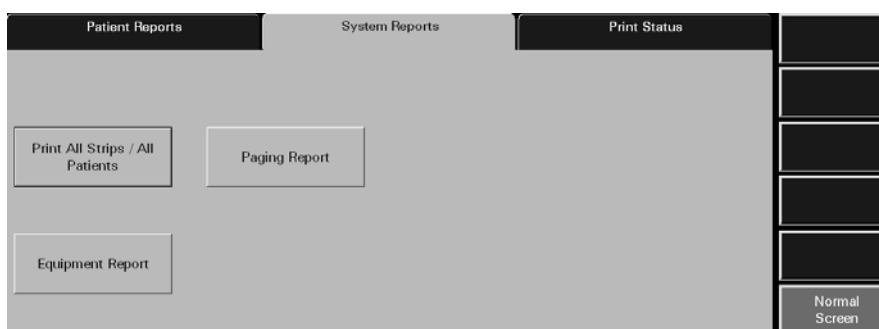 Patient Reports
System Reports
Print Status
Print All Strips / All
Patients
Paging Report
Equipment Report
Normal
Screen